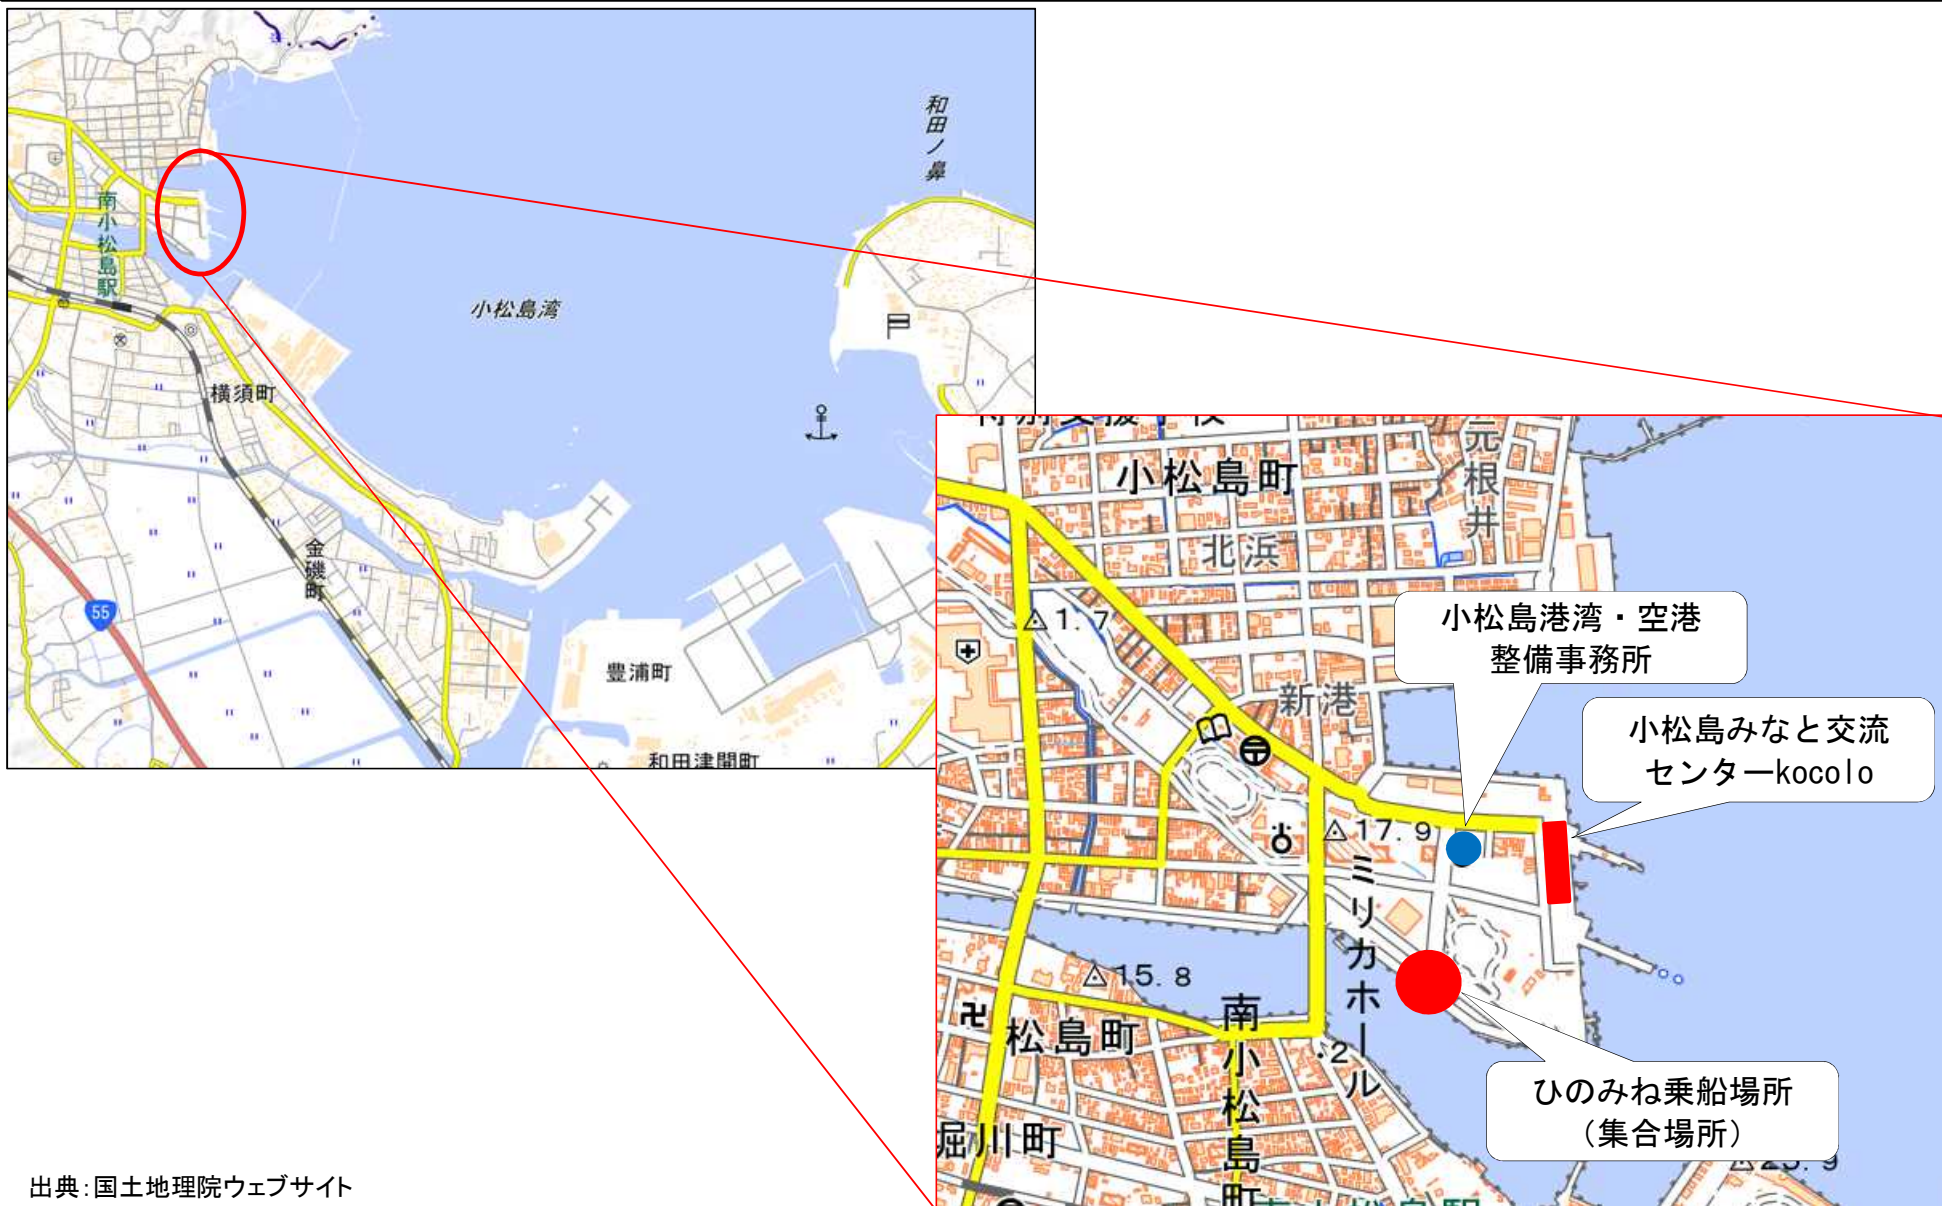 和田ノ鼻
南小松島駅
小松島湾
横須町
金磯町
55
豊浦町
和田津開町
小松島町
元根井
北浜
1.7
小松島港湾・空港
整備事務所
新港
小松島みなと交流
センターkocolo
17.9
ミリカホール
15.8
南小松島町
松島町
.2
ひのみね乗船場所
(集合場所)
堀川町
出典:国土地理院ウェブサイト